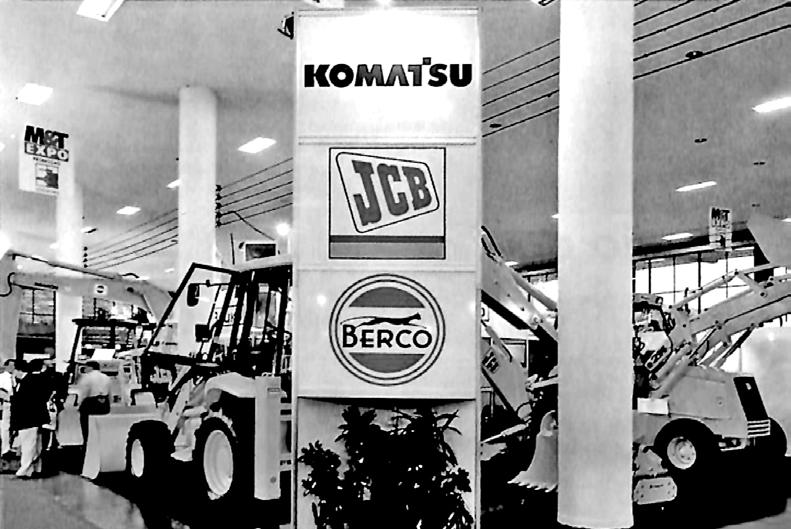 KOMATSU
M&T
EXPO
JCB
BERCO
M&T